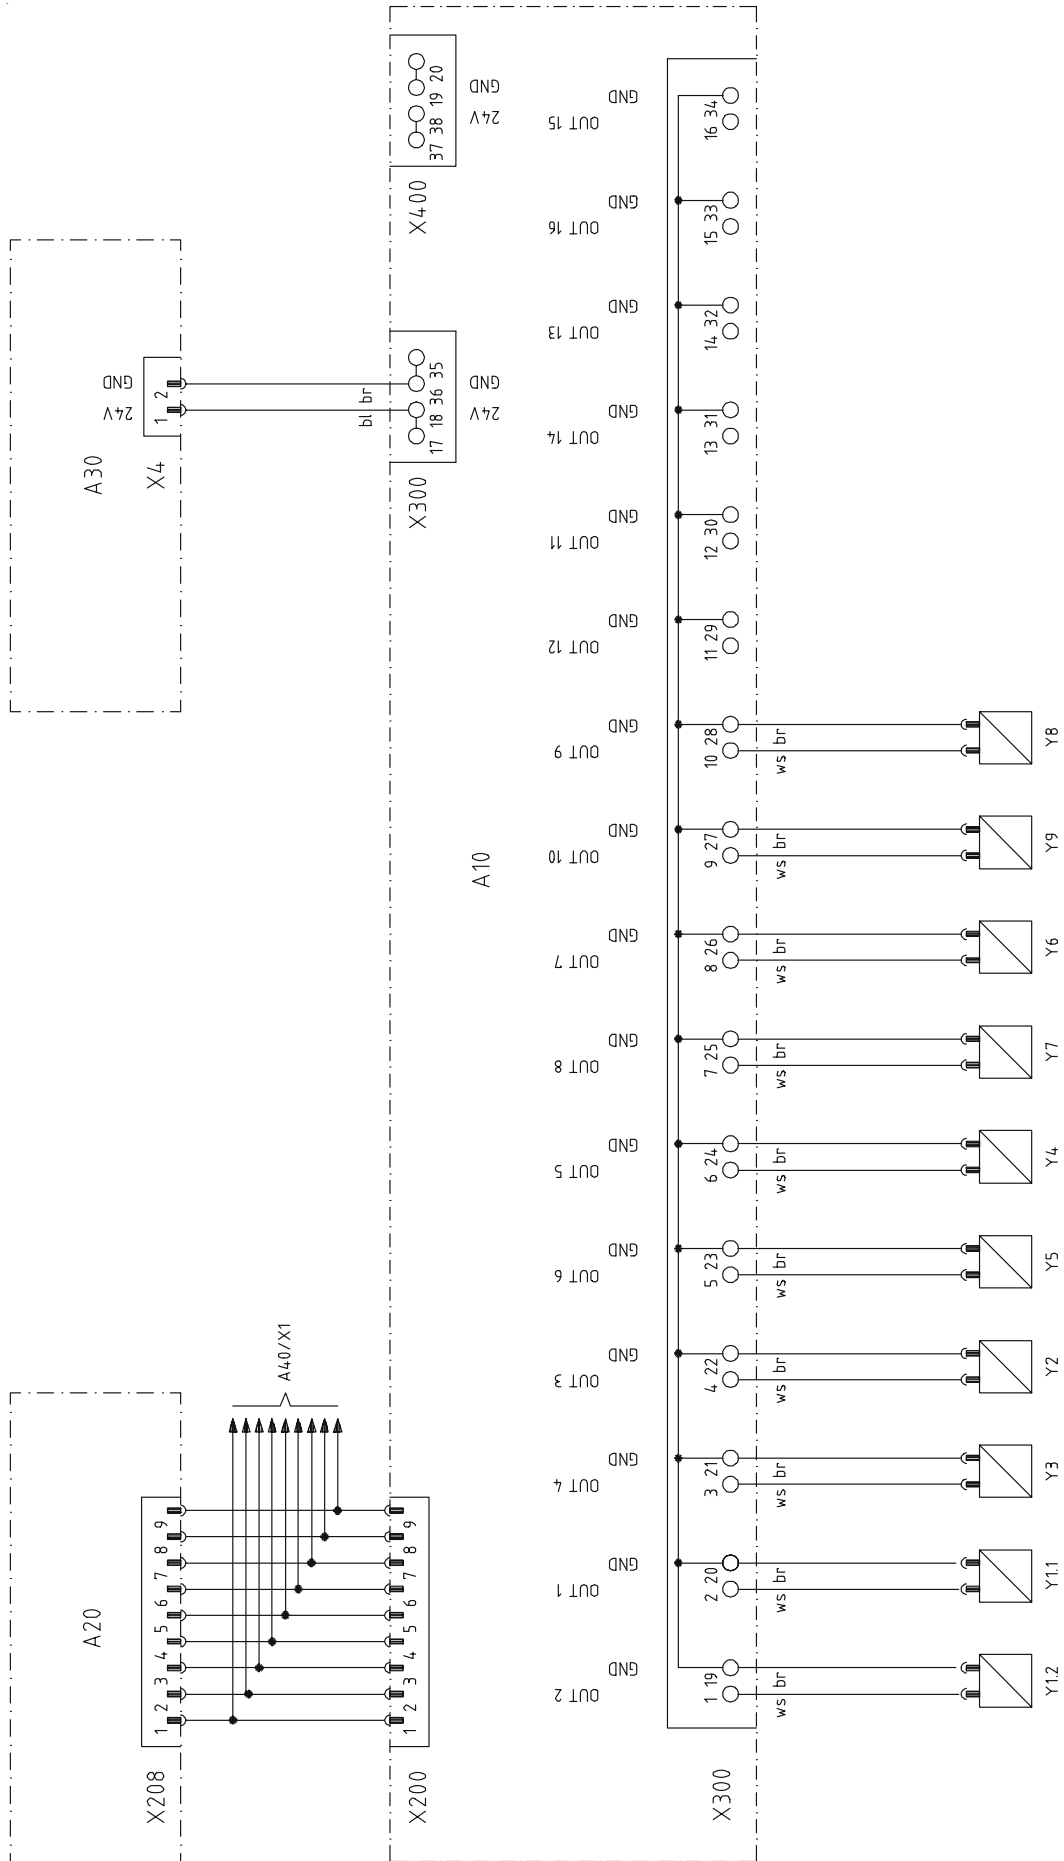 37 38 19 20
24V
GND
X400
A30
GND
24V
1 2
X4
bl br
17 18 36 35
24V
GND
X300
A10
OUT 15
GND
16 34
OUT 16
GND
15 33
OUT 13
GND
14 32
OUT 14
GND
13 31
OUT 11
GND
12 30
OUT 12
GND
11 29
OUT 9
GND
10 28
ws br
Y8
OUT 10
GND
9 27
ws br
Y9
OUT 7
GND
8 26
ws br
Y6
OUT 8
GND
7 25
ws br
Y7
OUT 5
GND
6 24
ws br
Y4
OUT 6
GND
5 23
ws br
Y5
OUT 3
GND
4 22
ws br
Y2
OUT 4
GND
3 21
ws br
Y3
OUT 1
GND
2 20
ws br
Y1.1
OUT 2
GND
1 19
ws br
Y1.2
X300
A40/X1
A20
1 2 3 4 5 6 7 8 9
X208
1 2 3 4 5 6 7 8 9
X200